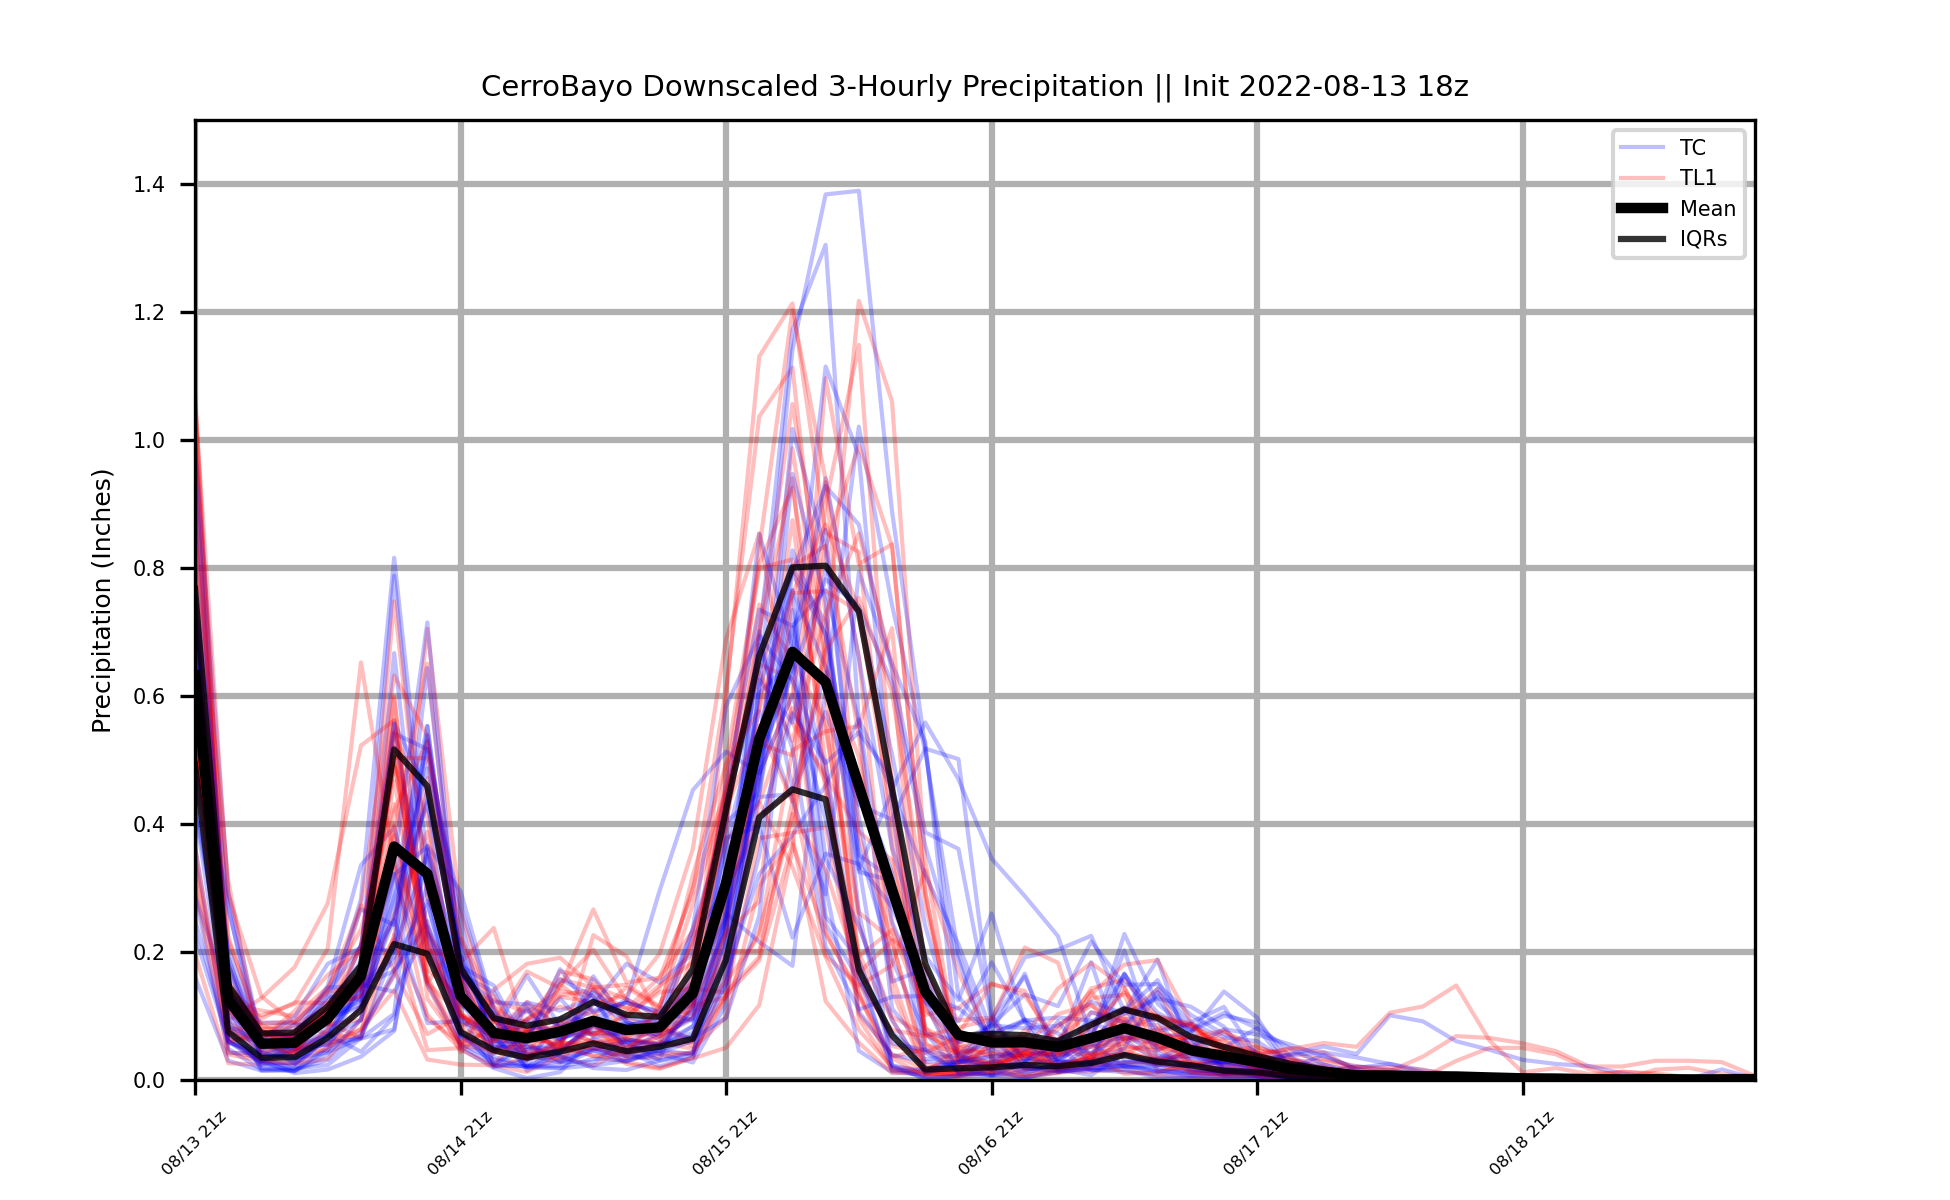 CerroBayo Downscaled 3-Hourly Precipitation || Init 2022-08-13 18z
TC
TL1
Mean
IQRs
Precipitation (Inches)
1.4
1.2
1.0
0.8
0.6
0.4
0.2
0.0
08/13 21z
08/14 21z
08/15 21z
08/16 21z
08/17 21z
08/18 21z